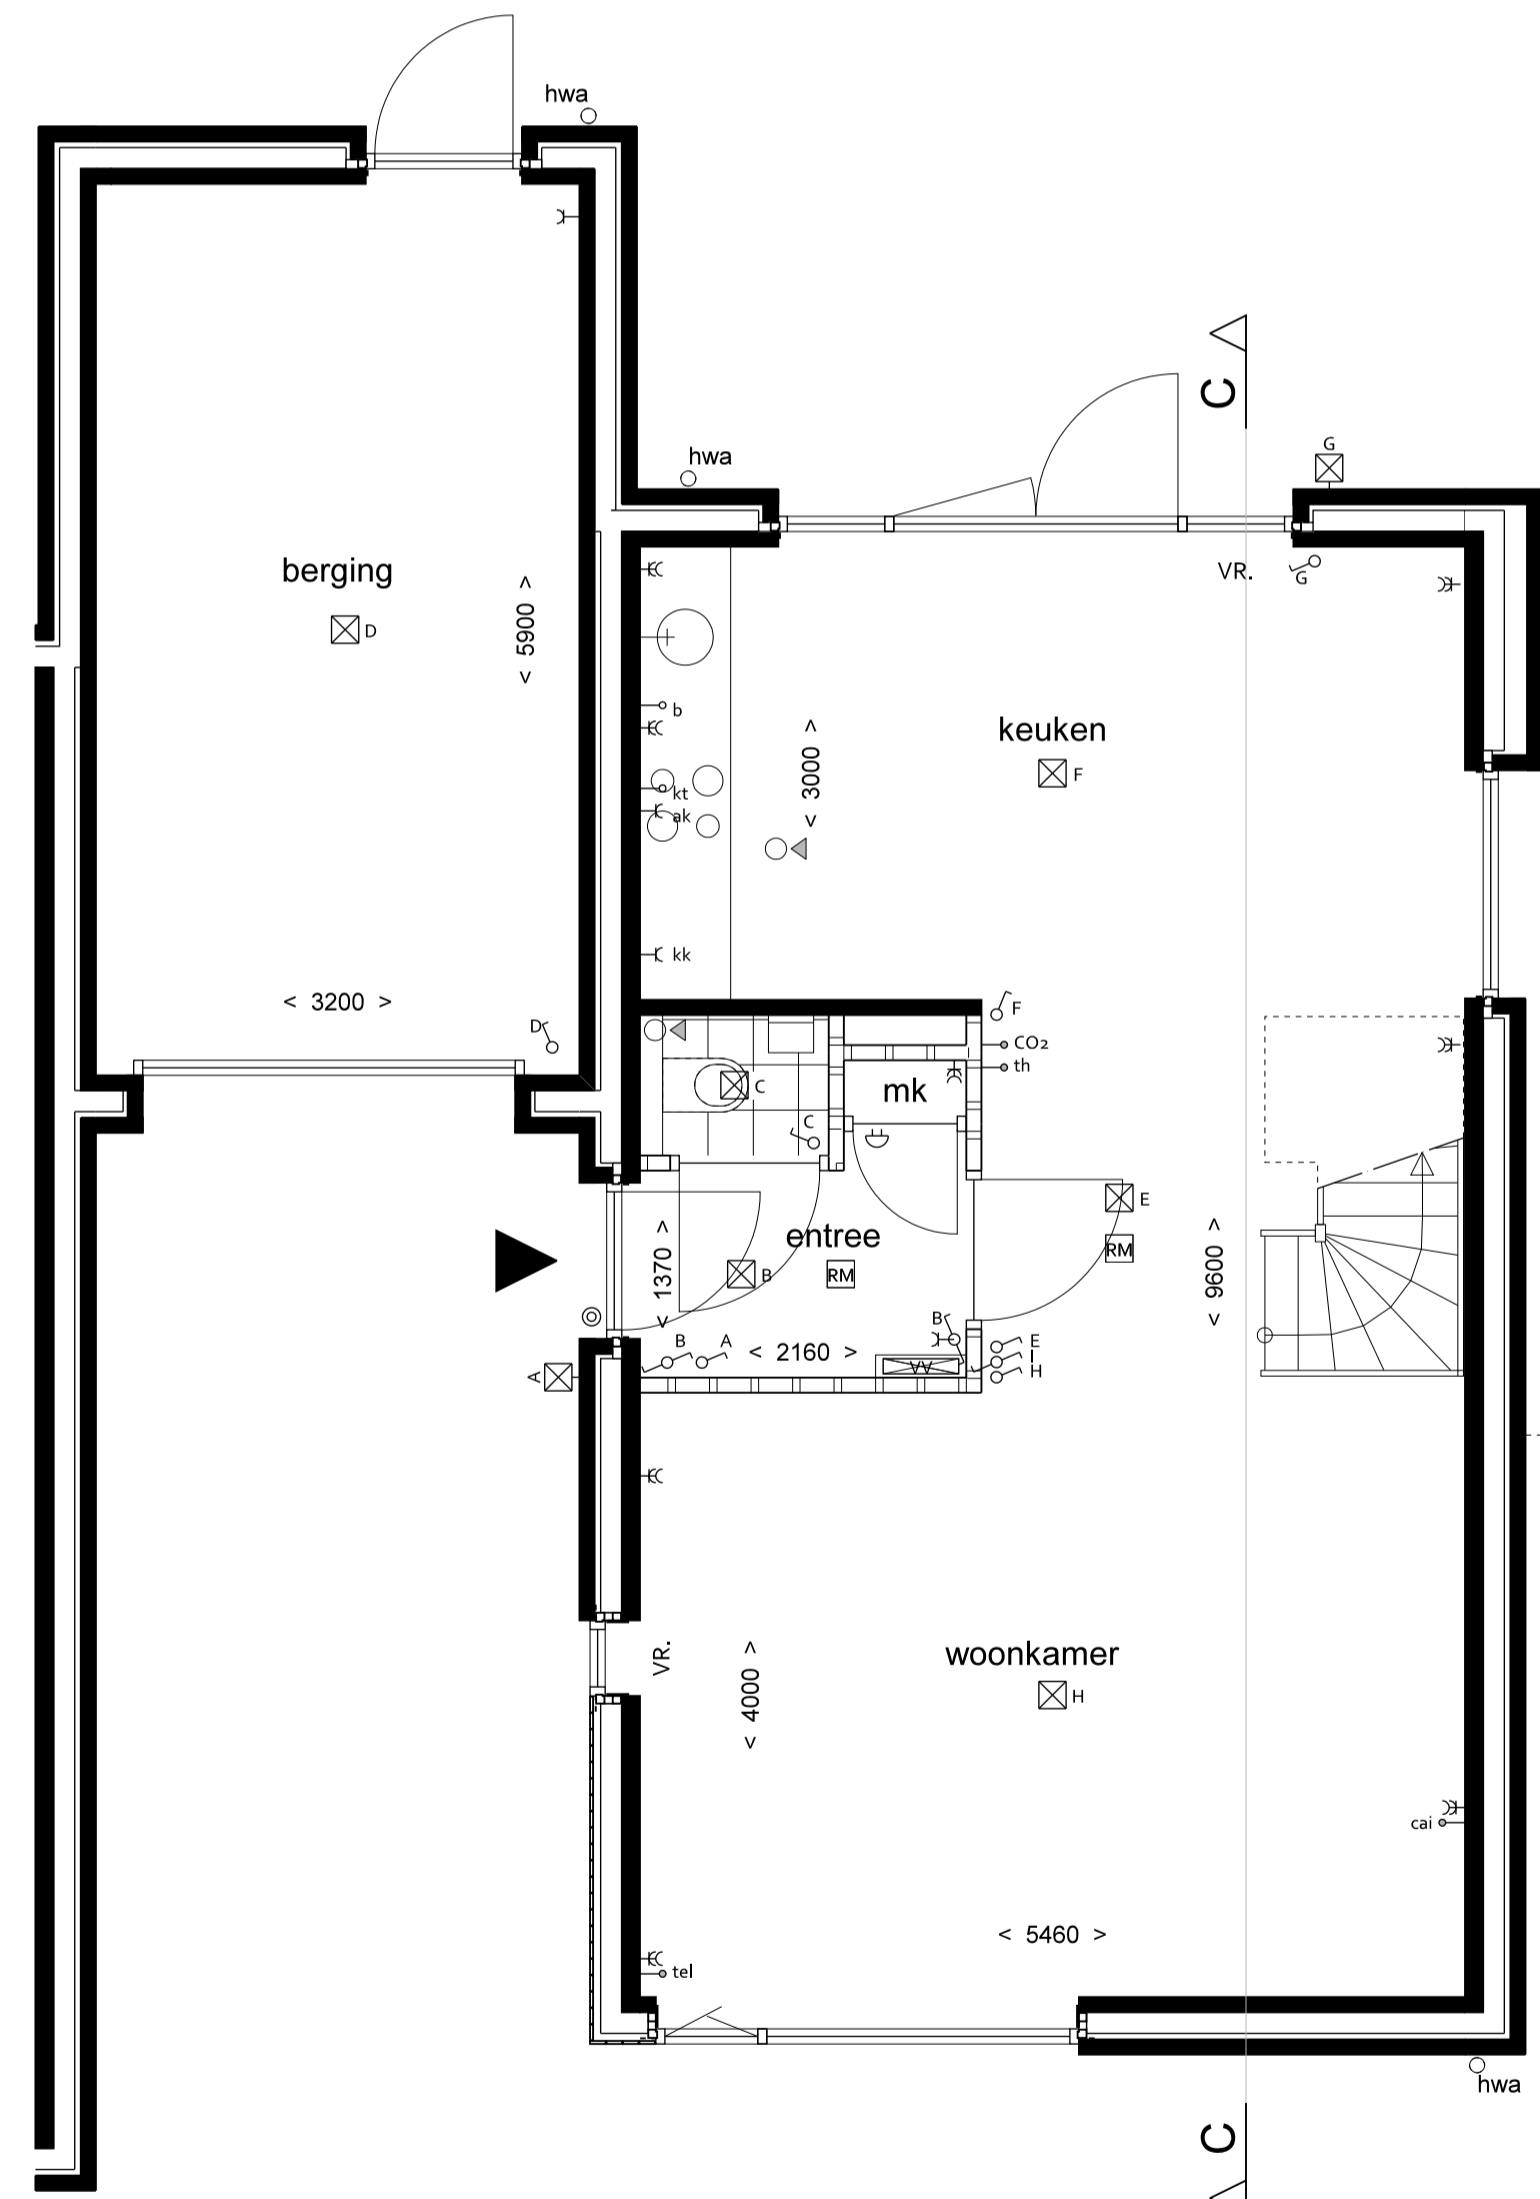 hwa
hwa
C
G
berging
D
< 5900 >
VR.
G
b
keuken
F
< 3000 >
kt
ak
kk
< 3200 >
D
F
CO₂
th
C
mk
C
E
entree
< 1370 >
B
RM
RM
< 9600 >
B
A
< 2160 >
B
VV
E
I
H
A
VR.
woonkamer
H
< 4000 >
cai
< 5460 >
tel
hwa
C